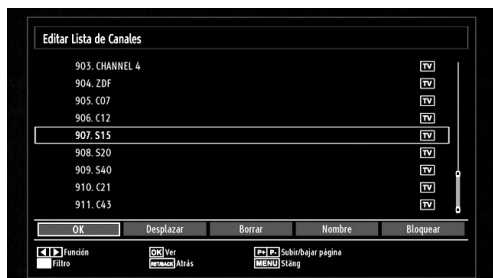 Editar Lista de Canales
903. CHANNEL 4 TV
904. ZDF TV
905. C07 TV
906. C12 TV
907. S15 TV
908. S20 TV
909. S40 TV
910. C21 TV
911. C43 TV
OK Desplazar Borrar Nombre Bloquear
Función OK Ver P+ P- Subir/bajar página
Filtro RET/BACK Atrás MENU Stäng